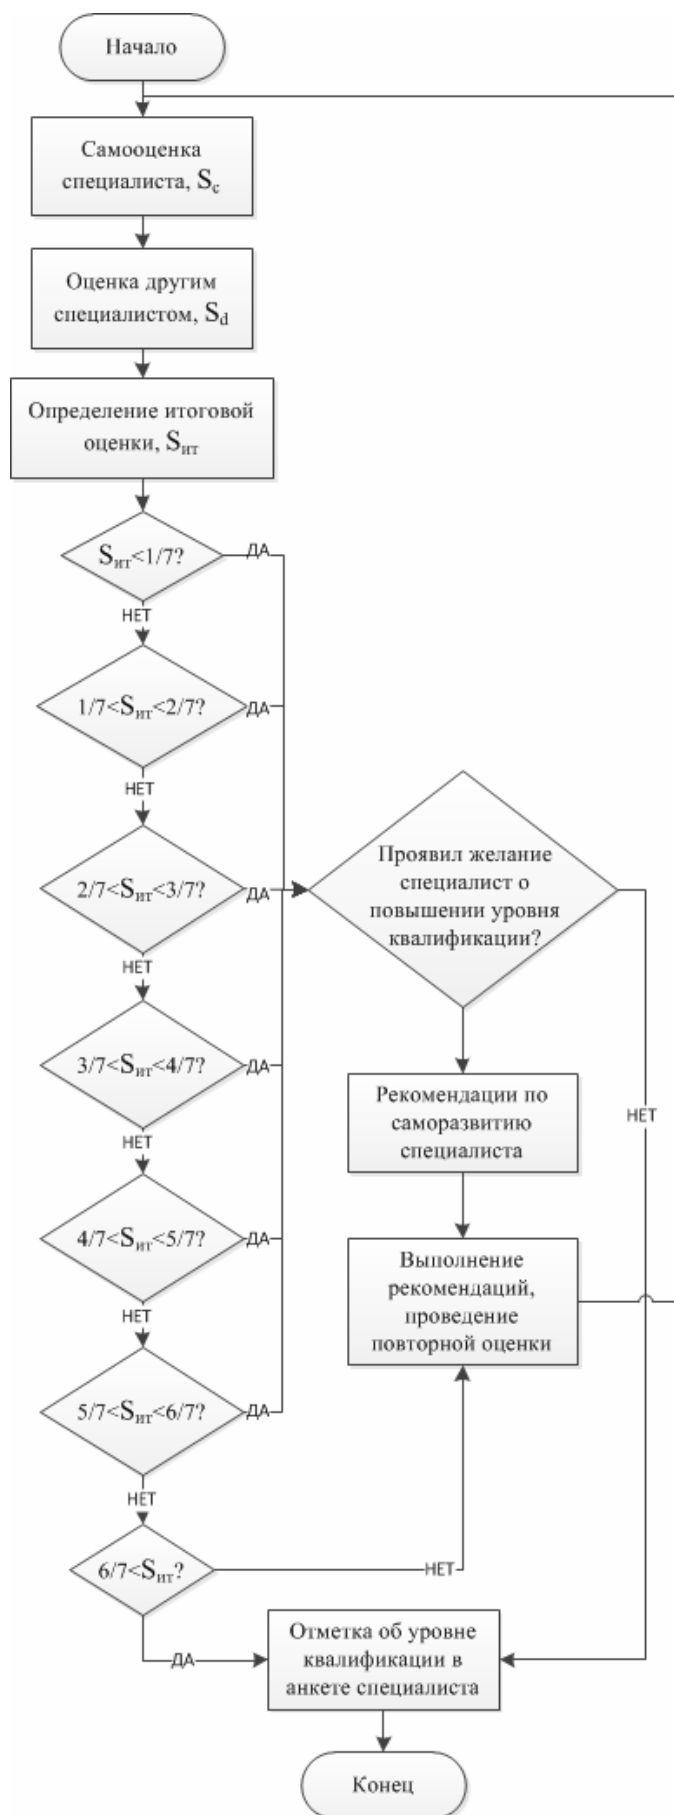 Начало
Самооценка
специалиста, Sс
Оценка другим
специалистом, Sd
Определение итоговой
оценки, Sит
Sит<1/7?
ДА
НЕТ
1/7<Sит<2/7?
ДА
НЕТ
2/7<Sит<3/7?
ДА
НЕТ
3/7<Sит<4/7?
ДА
НЕТ
4/7<Sит<5/7?
ДА
НЕТ
5/7<Sит<6/7?
ДА
НЕТ
6/7<Sит?
НЕТ
ДА
Проявил желание
специалист о
повышении уровня
квалификации?
НЕТ
Рекомендации по
саморазвитию
специалиста
Выполнение
рекомендаций,
проведение
повторной оценки
Отметка об уровне
квалификации в
анкете специалиста
Конец